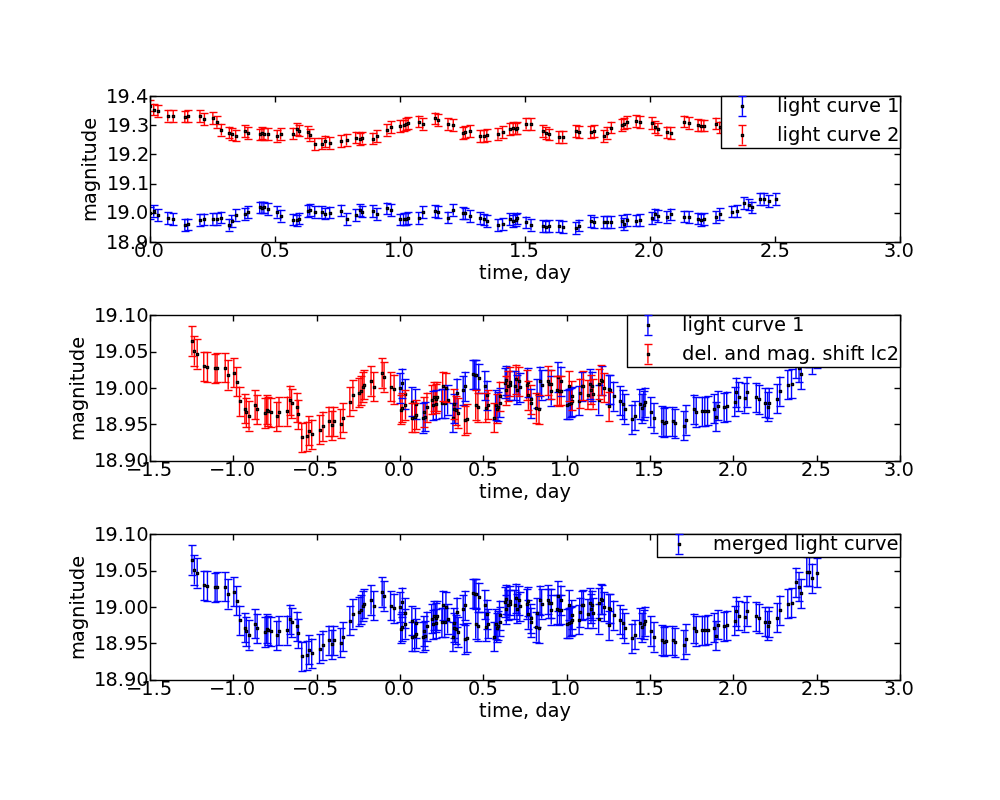 19.4
19.3
19.2
19.1
19.0
18.9
magnitude
light curve 1
light curve 2
0.0 0.5 1.0 1.5 2.0 2.5 3.0
time, day
19.10
19.05
19.00
18.95
18.90
magnitude
light curve 1
del. and mag. shift lc2
−1.5 −1.0 −0.5 0.0 0.5 1.0 1.5 2.0 2.5 3.0
time, day
19.10
19.05
19.00
18.95
18.90
magnitude
merged light curve
−1.5 −1.0 −0.5 0.0 0.5 1.0 1.5 2.0 2.5 3.0
time, day